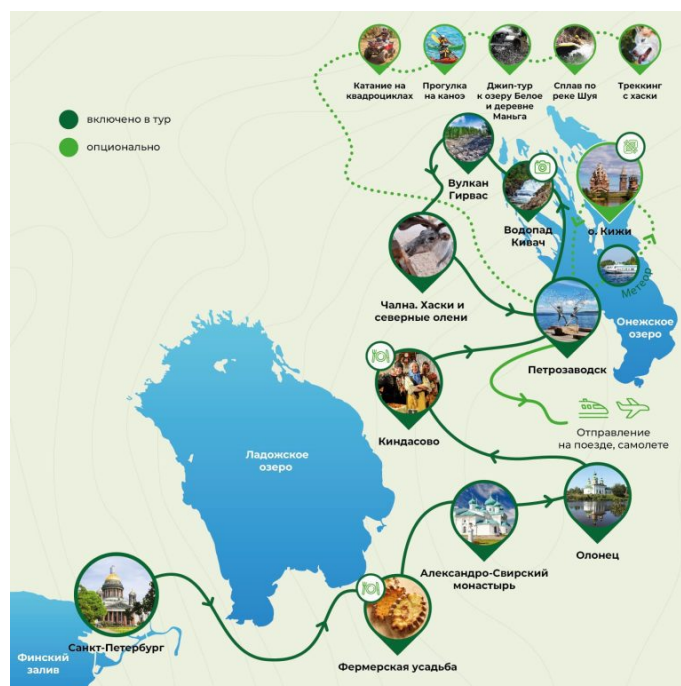 Катание на
квадроциклах
Прогулка
на каноэ
Джип-тур
к озеру Белое
и деревне
Маньга
Сплав по
реке Шуя
Треккинг
с хаски
включено в тур
опционально
Вулкан
Гирвас
Водопад
Кивач
о. Кижи
Метеор
Чална. Хаски и
северные олени
Онежское
озеро
Петрозаводск
Отправление
на поезде, самолете
Киндасово
Ладожское
озеро
Олонец
Александро-Свирский
монастырь
Санкт-Петербург
Финский
залив
Фермерская усадьба